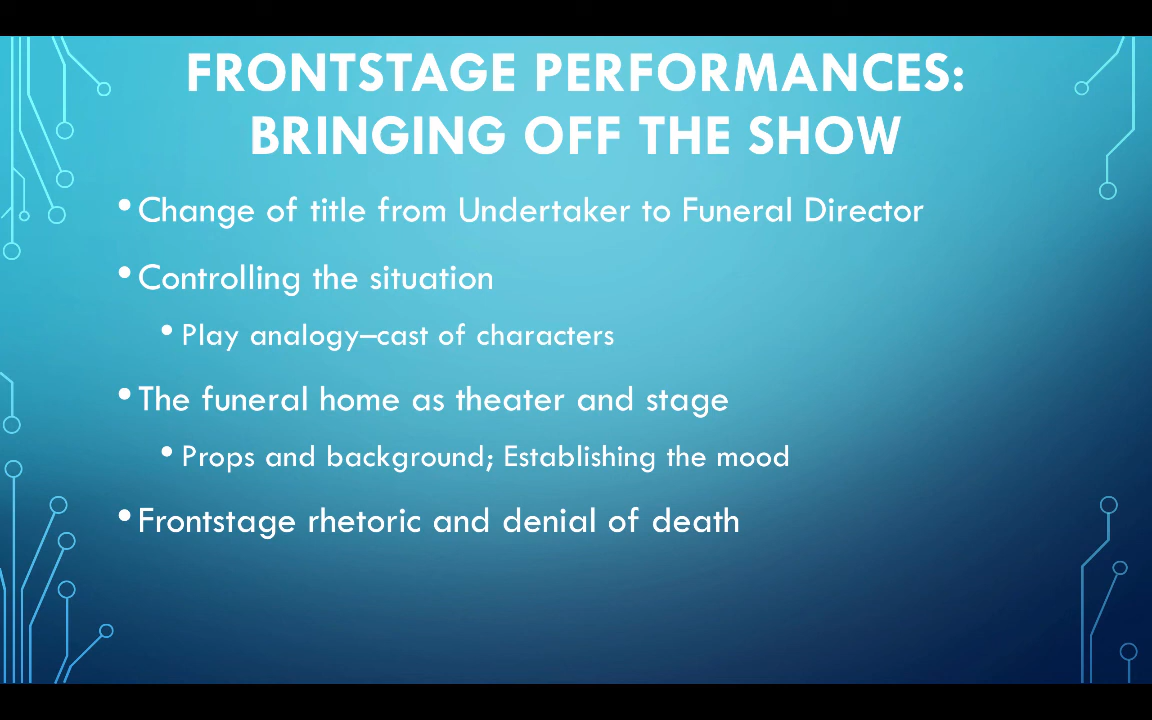 FRONTSTAGE PERFORMANCES:
BRINGING OFF THE SHOW
• Change of title from Undertaker to Funeral Director
• Controlling the situation
• Play analogy–cast of characters
• The funeral home as theater and stage
• Props and background; Establishing the mood
• Frontstage rhetoric and denial of death